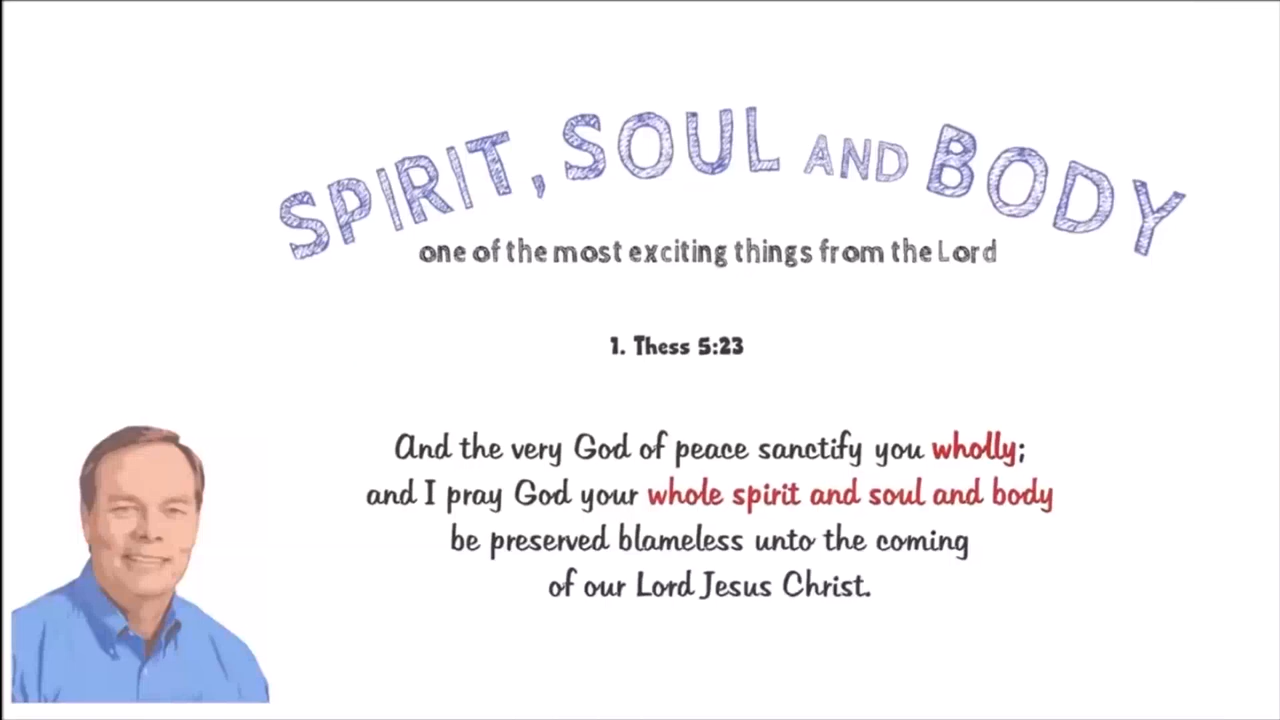 SPIRIT, SOUL AND BODY
one of the most exciting things from the Lord
1. Thess 5:23
And the very God of peace sanctify you wholly;
and I pray God your whole spirit and soul and body
be preserved blameless unto the coming
of our Lord Jesus Christ.